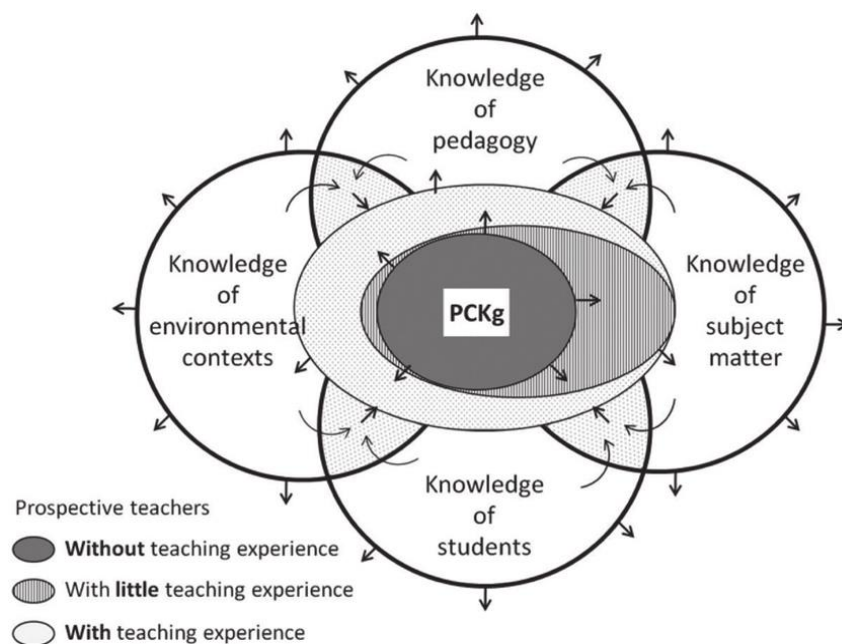 Knowledge
of
pedagogy
Knowledge
of
environmental
contexts
PCKg
Knowledge
of
subject
matter
Knowledge
of
students
Prospective teachers
Without teaching experience
With little teaching experience
With teaching experience